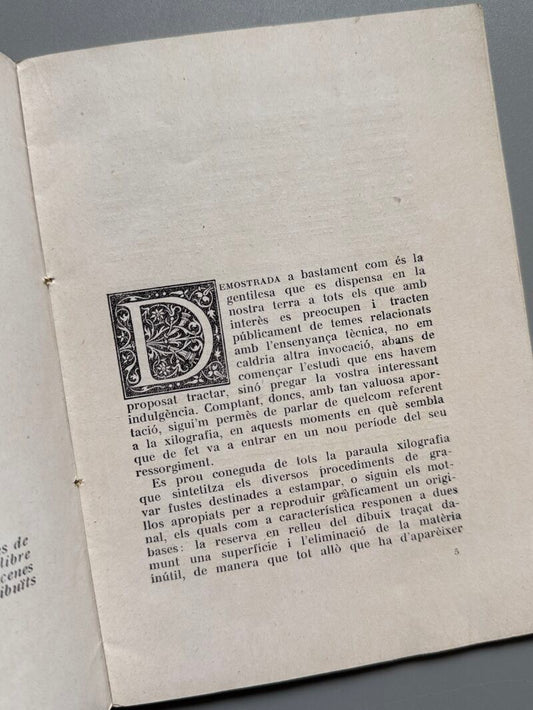 DEMOSTRADA a bastament com és la
gentilesa que es dispensa en la
nostra terra a tots els que amb
interès es preocupen i tracten
públicament de temes relacionats
amb l'ensenyança tècnica, no em
caldria altra invocació, abans de
començar l'estudi que ens havem
proposat tractar, sinó pregar la vostra interessant
indulgència. Comptant, doncs, amb tan valuosa apor-
tació, sigui'm permès de parlar de quelcom referent
a la xilografia, en aquests moments en què sembla
que de fet va a entrar en un nou període del seu
ressorgiment.
Es prou coneguda de tots la paraula xilografia
que sintetitza els diversos procediments de gra-
var fustes destinades a estampar, o siguin els mot-
llos apropiats per a reproduir gràficament un origi-
nal, els quals com a característica responen a dues
bases: la reserva en relleu del dibuix traçat da-
munt una superfície i l'eliminació de la matèria
inútil, de manera que tot allò que ha d'aparèixer
5
es de
libre
cenes
ibuïts